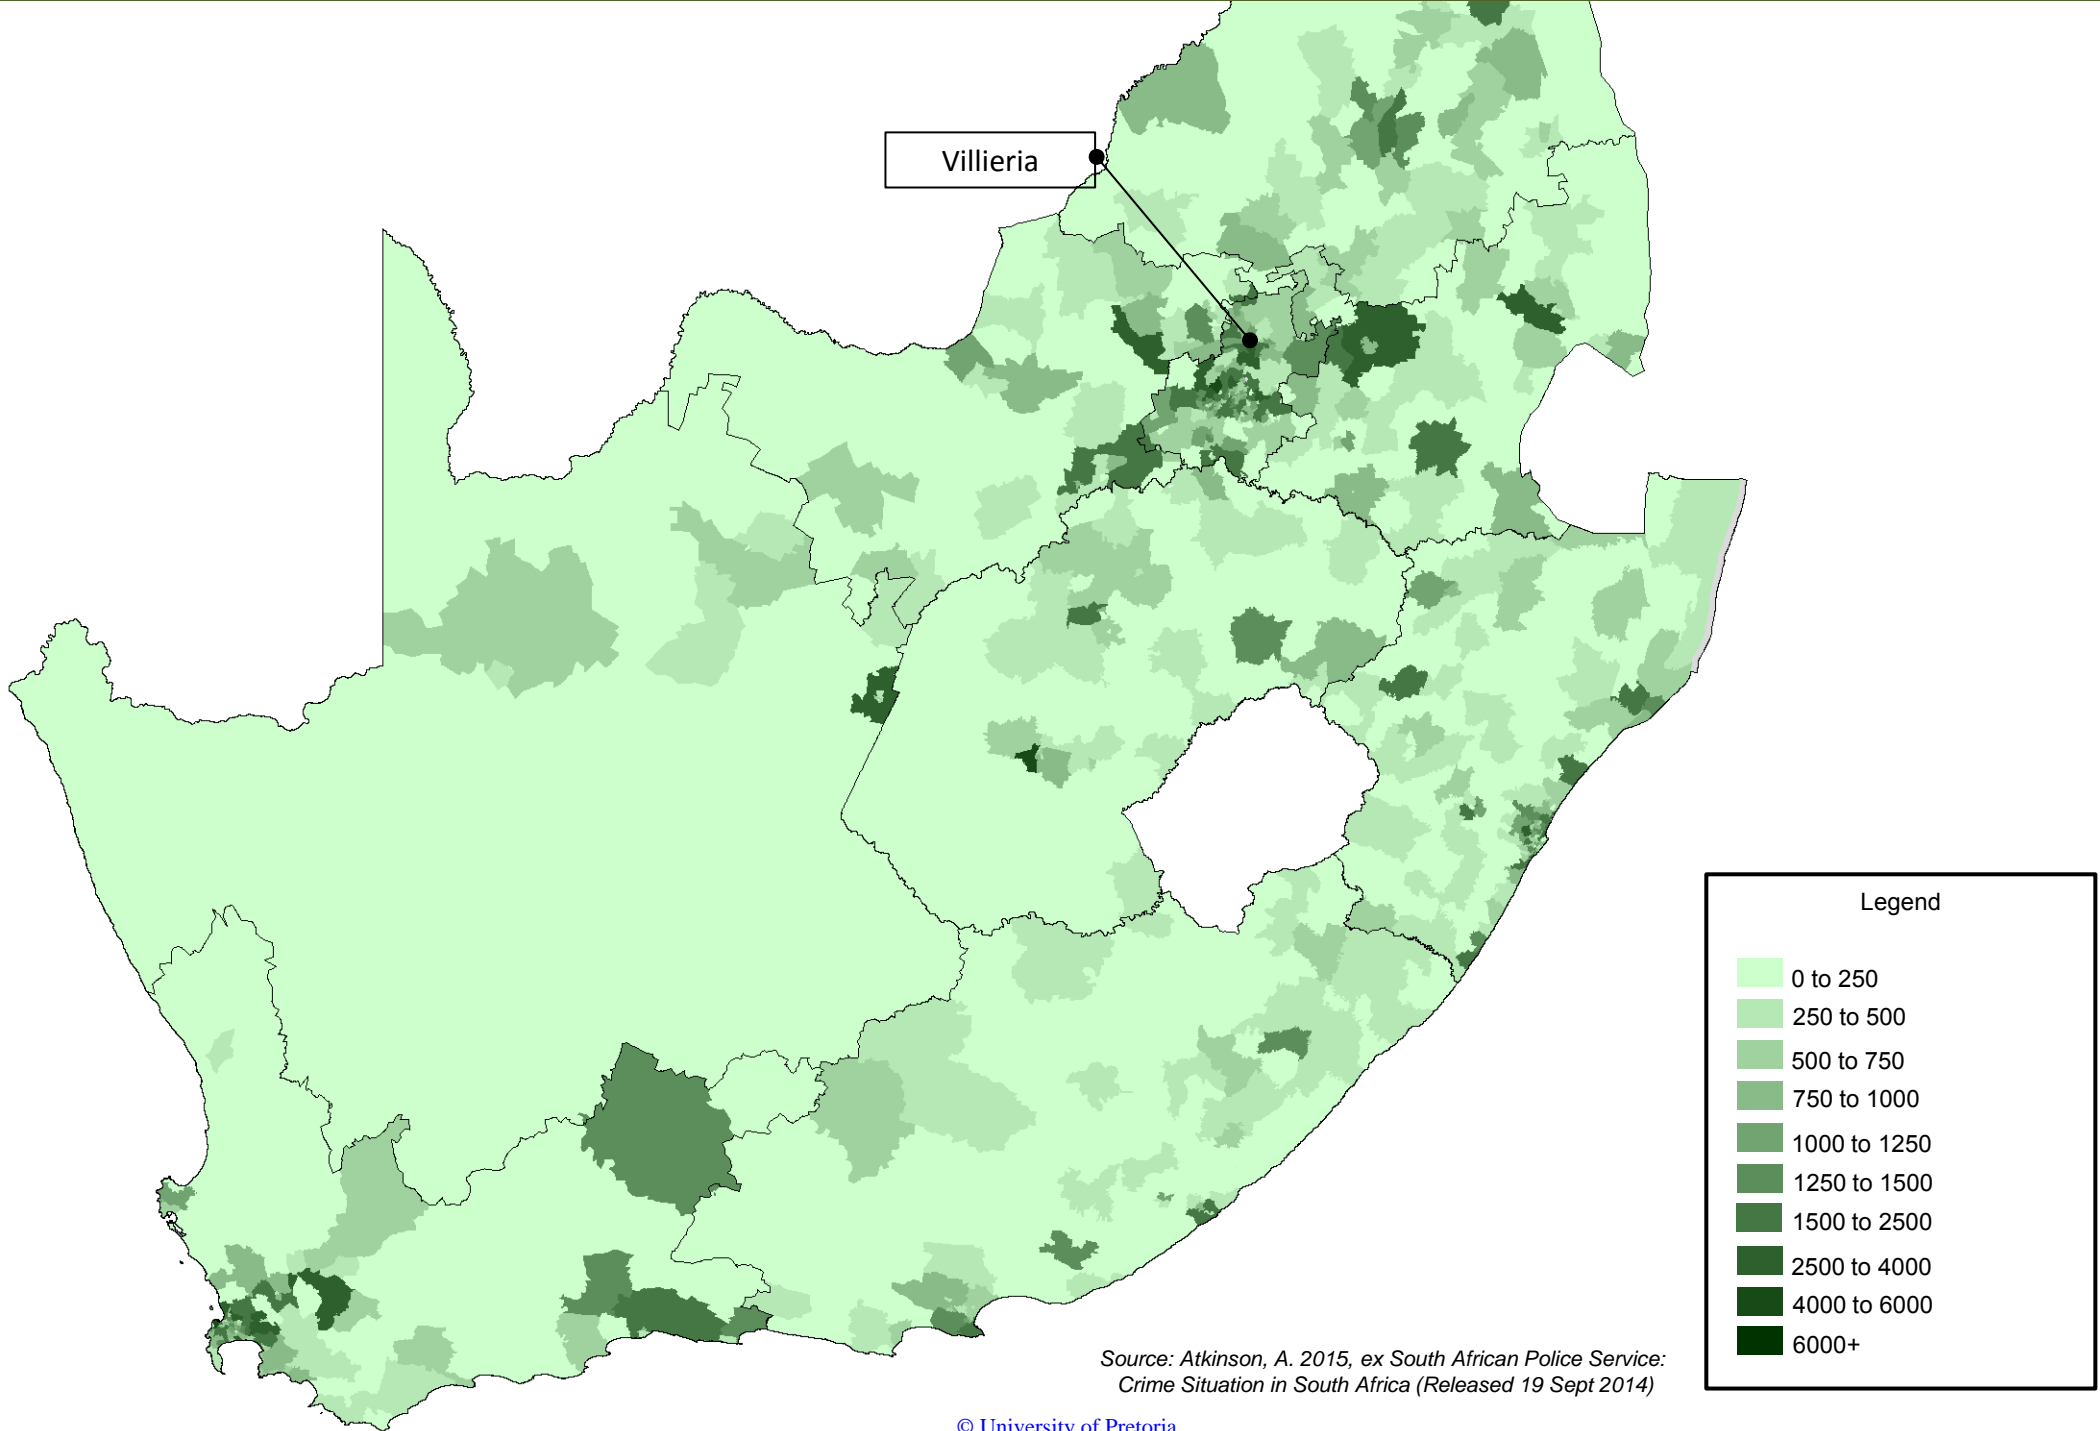 Villieria
Legend
0 to 250
250 to 500
500 to 750
750 to 1000
1000 to 1250
1250 to 1500
1500 to 2500
2500 to 4000
4000 to 6000
6000+
Source: Atkinson, A. 2015, ex South African Police Service:
Crime Situation in South Africa (Released 19 Sept 2014)
© University of Pretoria